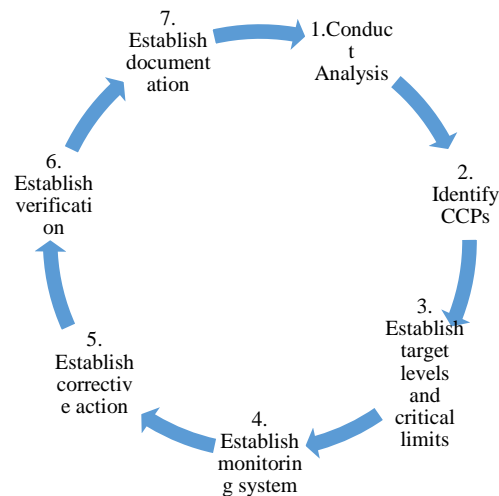 1.Conduc
t
Analysis
2.
Identify
CCPs
3.
Establish
target
levels
and
critical
limits
4.
Establish
monitorin
g system
5.
Establish
correctiv
e action
6.
Establish
verificati
on
7.
Establish
document
ation